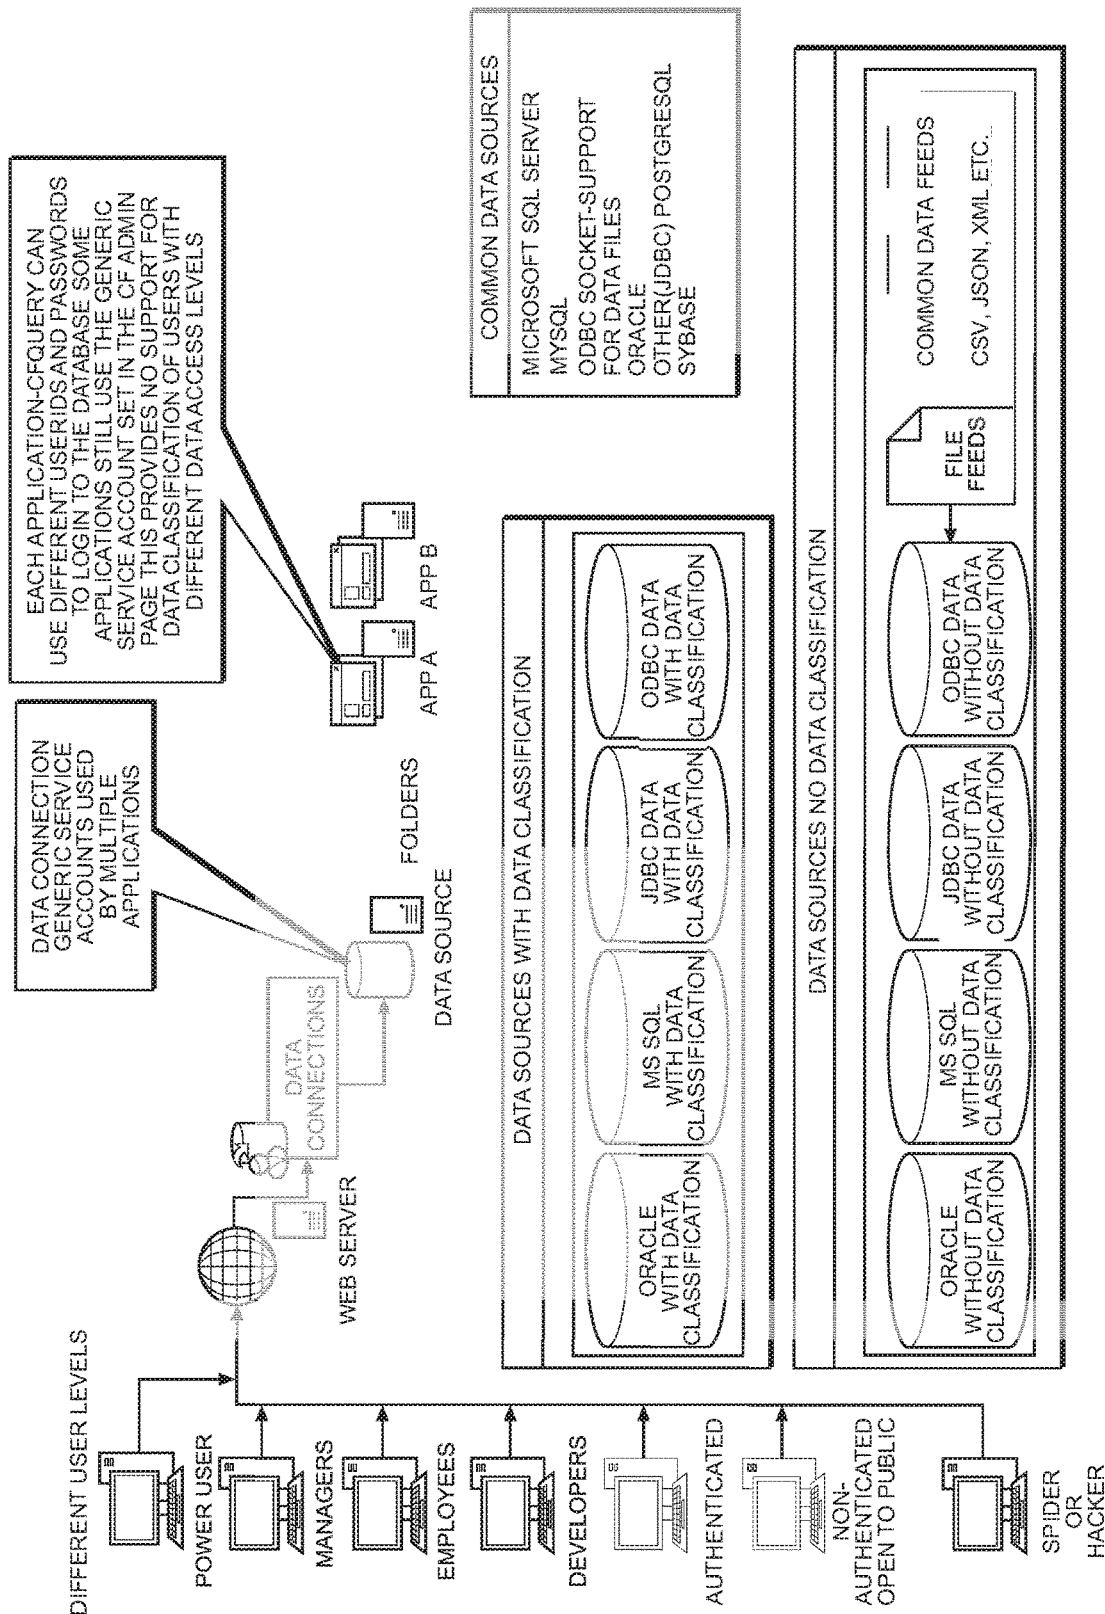 DIFFERENT USER LEVELS
POWER USER
MANAGERS
EMPLOYEES
DEVELOPERS
AUTHENTICATED
NON-
AUTHENTICATED
OPEN TO PUBLIC
SPIDER
OR
HACKER
WEB SERVER
DATA
CONNECTIONS
DATA SOURCE
FOLDERS
DATA CONNECTION
GENERIC SERVICE
ACCOUNTS USED
BY MULTIPLE
APPLICATIONS
EACH APPLICATION-CFQUERY CAN
USE DIFFERENT USERIDS AND PASSWORDS
TO LOGIN TO THE DATABASE SOME
APPLICATIONS STILL USE THE GENERIC
SERVICE ACCOUNT SET IN THE CF ADMIN
PAGE THIS PROVIDES NO SUPPORT FOR
DATA CLASSIFICATION OF USERS WITH
DIFFERENT DATA ACCESS LEVELS
APP A
APP B
COMMON DATA SOURCES
MICROSOFT SQL SERVER
MYSQL
ODBC SOCKET-SUPPORT
FOR DATA FILES
ORACLE
OTHER(JDBC) POSTGRESQL
SYBASE
DATA SOURCES WITH DATA CLASSIFICATION
ORACLE
WITH DATA
CLASSIFICATION
MS SQL
WITH DATA
CLASSIFICATION
JDBC DATA
WITH DATA
CLASSIFICATION
ODBC DATA
WITH DATA
CLASSIFICATION
DATA SOURCES NO DATA CLASSIFICATION
ORACLE
WITHOUT DATA
CLASSIFICATION
MS SQL
WITHOUT DATA
CLASSIFICATION
JDBC DATA
WITHOUT DATA
CLASSIFICATION
ODBC DATA
WITHOUT DATA
CLASSIFICATION
FILE
FEEDS
COMMON DATA FEEDS
CSV, JSON, XML ETC...